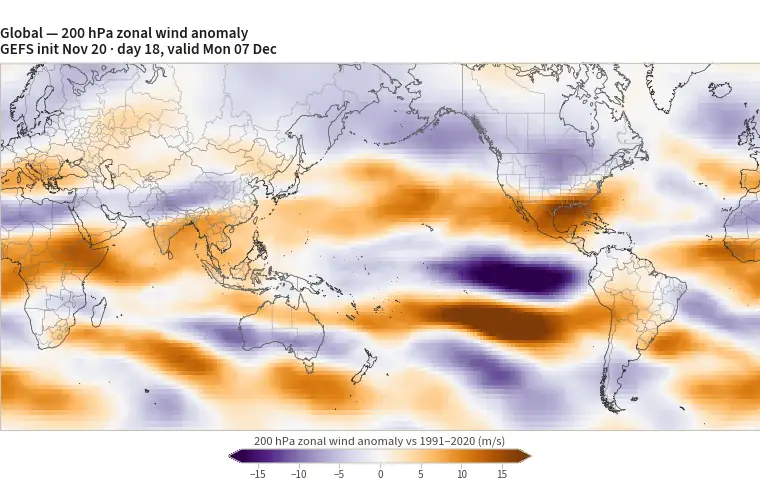 Global — 200 hPa zonal wind anomaly
GEFS init Nov 20 · day 18, valid Mon 07 Dec
200 hPa zonal wind anomaly vs 1991–2020 (m/s)
−15 −10 −5 0 5 10 15